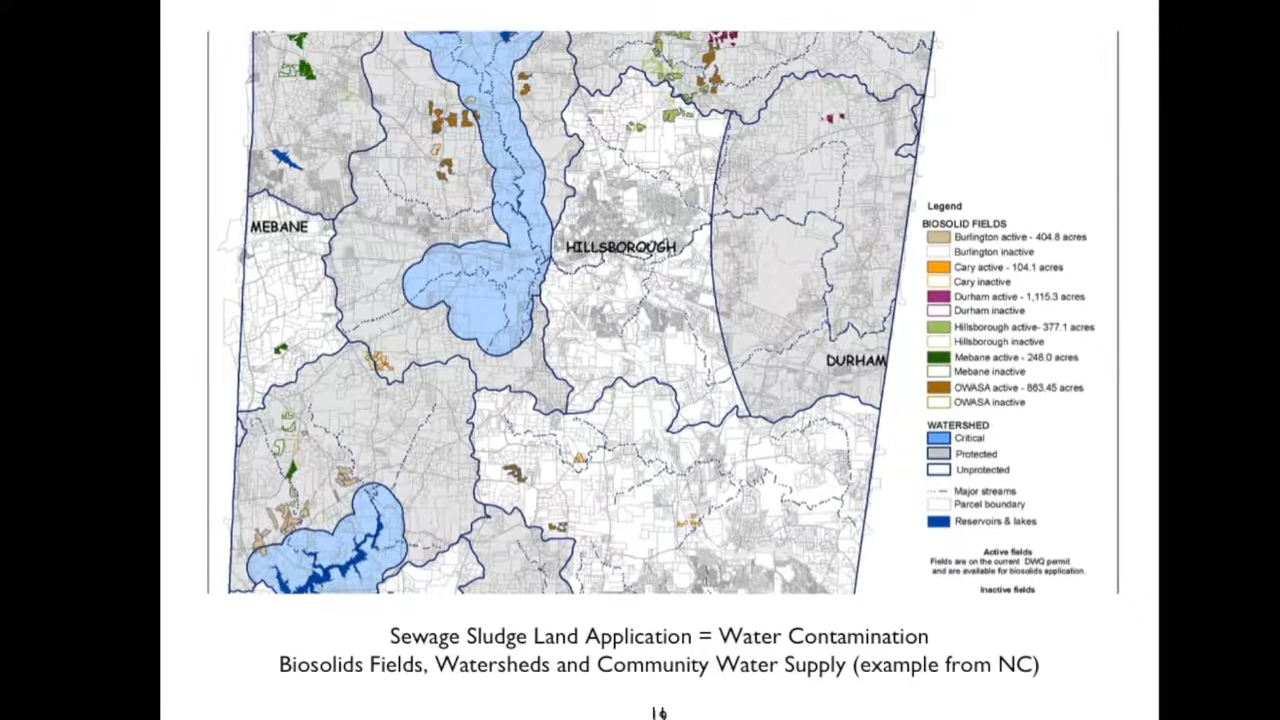 MEBANE
HILLSBOROUGH
DURHAM
Legend
BIOSOLID FIELDS
Burlington active - 404.8 acres
Burlington inactive
Cary active - 104.1 acres
Cary inactive
Durham active - 1,115.3 acres
Durham inactive
Hillsborough active- 377.1 acres
Hillsborough inactive
Mebane active - 248.0 acres
Mebane inactive
OWASA active - 863.45 acres
OWASA inactive
WATERSHED
Critical
Protected
Unprotected
Major streams
Parcel boundary
Reservoirs & lakes
Active fields
Fields are on the current DWQ permit
and are available for biosolids application.
Inactive fields
Sewage Sludge Land Application = Water Contamination
Biosolids Fields, Watersheds and Community Water Supply (example from NC)